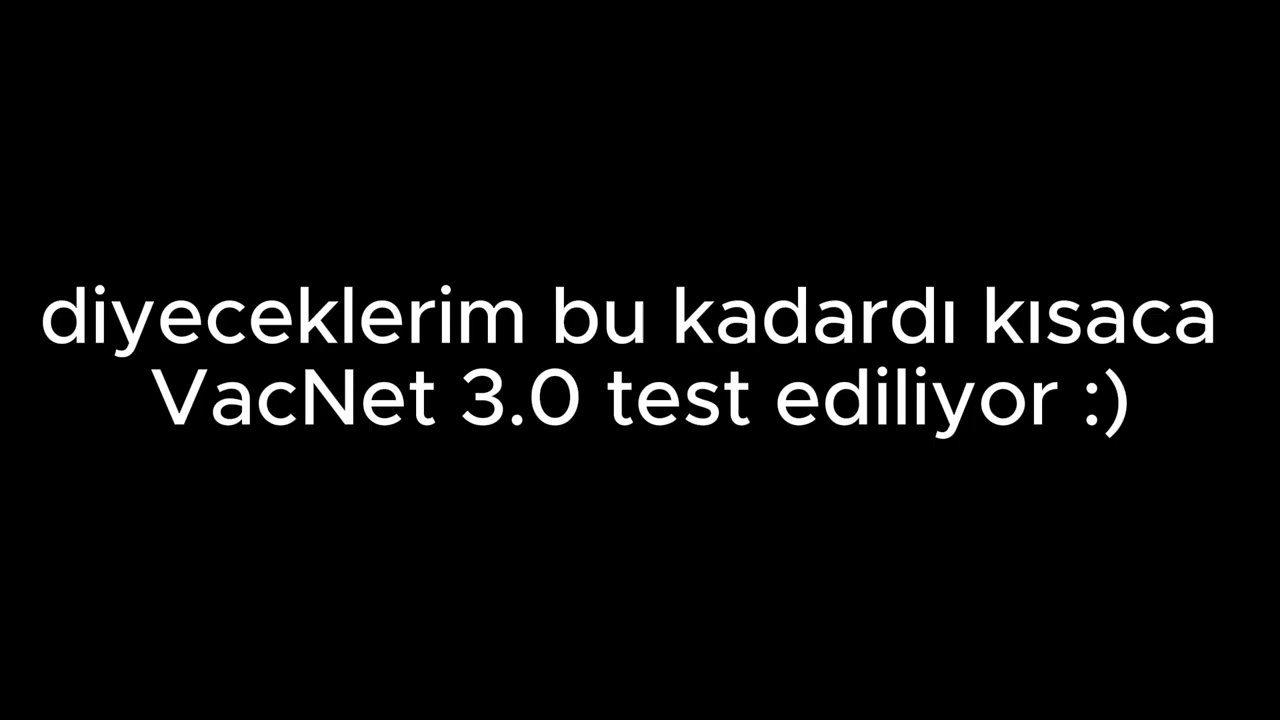 diyeceklerim bu kadardı kısaca
VacNet 3.0 test ediliyor :)